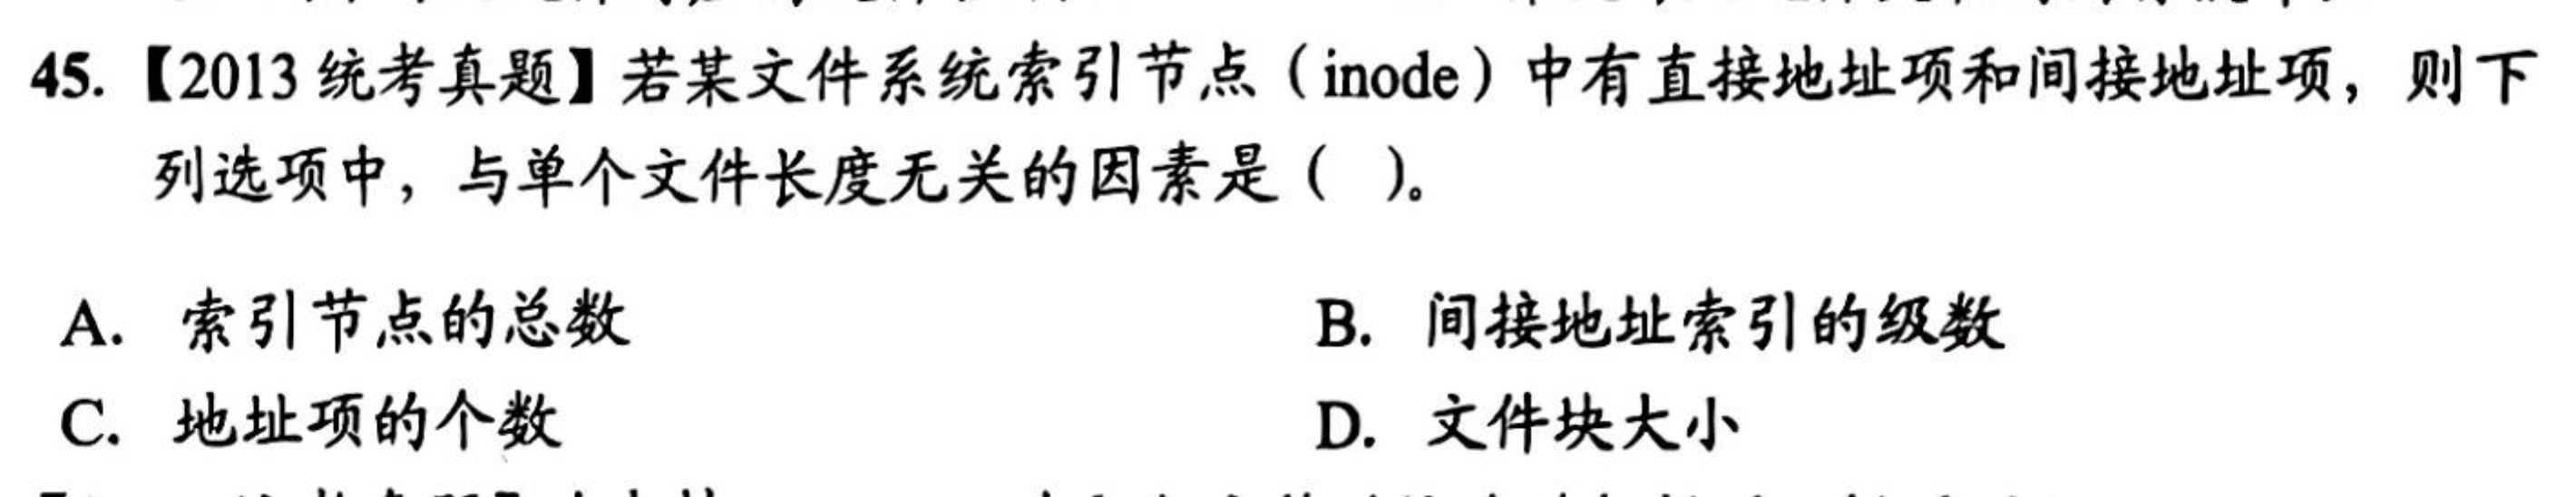 45.【2013 统考真题】若某文件系统索引节点（inode）中有直接地址项和间接地址项，则下
列选项中，与单个文件长度无关的因素是（ ）。
A. 索引节点的总数 B. 间接地址索引的级数
C. 地址项的个数 D. 文件块大小